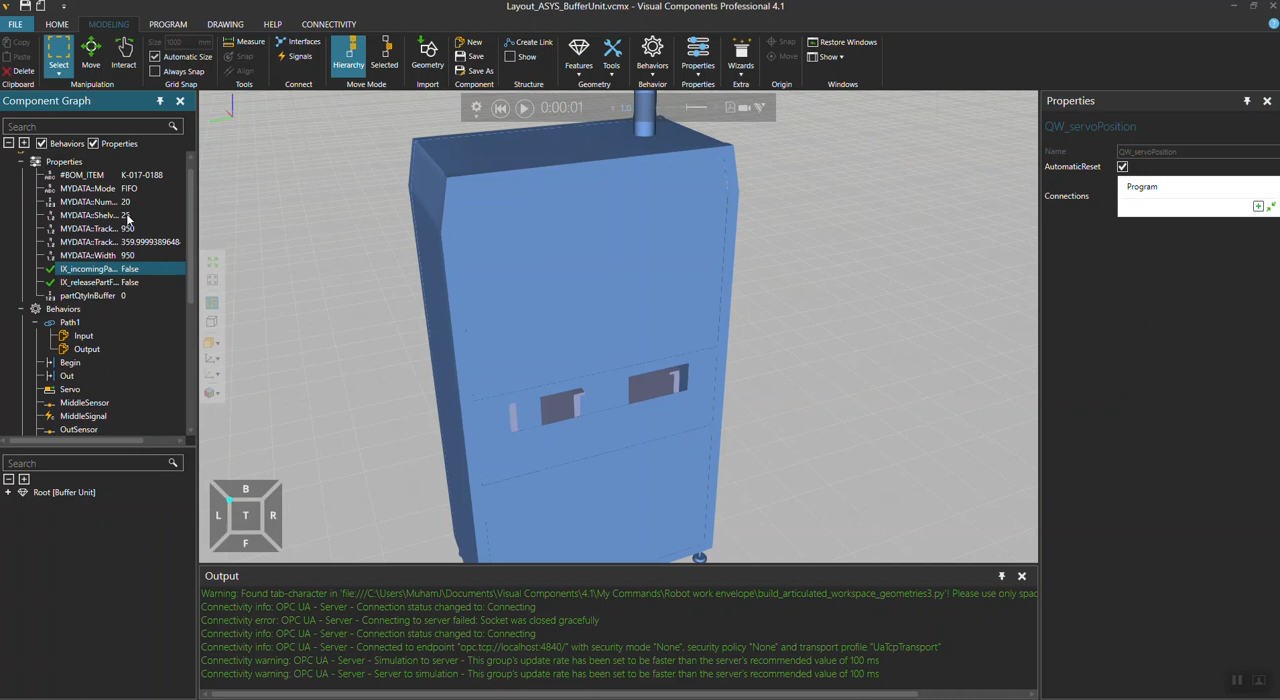 Layout_ASYS_BufferUnit.vcmx - Visual Components Professional 4.1
FILE HOME MODELING PROGRAM DRAWING HELP CONNECTIVITY
Copy
Paste
Delete
Clipboard
Select
Move
Interact
Manipulation
Size 1000 mm
Automatic Size
Always Snap
Grid Snap
Measure
Snap
Align
Tools
Interfaces
Signals
Connect
Hierarchy
Selected
Move Mode
Geometry
Import
New
Save
Save As
Component
Create Link
Show
Structure
Features
Tools
Geometry
Behaviors
Behavior
Properties
Properties
Wizards
Extra
Snap
Move
Origin
Restore Windows
Show
Windows
Component Graph
Search
Behaviors Properties
Properties
#BOM_ITEM K-017-0188
MYDATA::Mode FIFO
MYDATA::Num... 20
MYDATA::Shelv... 25
MYDATA::Track... 950
MYDATA::Track... 359.9999389648
MYDATA::Width 950
IX_incomingPa... False
IX_releasePartF... False
partQtyInBuffer 0
Behaviors
Path1
Input
Output
Begin
Out
Servo
MiddleSensor
MiddleSignal
OutSensor
Search
Root [Buffer Unit]
0:00:01
1.0
B
L T R
F
Output
Warning: Found tab-character in 'file:///C:\Users\MuhamJ\Documents\Visual Components\4.1\My Commands\Robot work envelope\build_articulated_workspace_geometries3.py'! Please use only spac
Connectivity info: OPC UA - Server - Connection status changed to: Connecting
Connectivity error: OPC UA - Server - Connecting to server failed: Socket was closed gracefully
Connectivity info: OPC UA - Server - Connection status changed to: Connecting
Connectivity info: OPC UA - Server - Connected to endpoint "opc.tcp://localhost:4840/" with security mode "None", security policy "None" and transport profile "UaTcpTransport"
Connectivity warning: OPC UA - Server - Simulation to server - This group's update rate has been set to be faster than the server's recommended value of 100 ms
Connectivity warning: OPC UA - Server - Server to simulation - This group's update rate has been set to be faster than the server's recommended value of 100 ms
Properties
QW_servoPosition
Name QW_servoPosition
AutomaticReset
Connections
Program